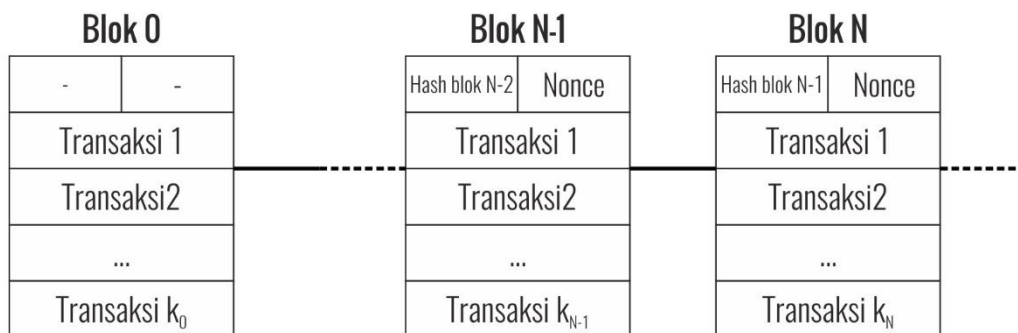 Blok 0
- -
Transaksi 1
Transaksi2
...
Transaksi k₀
Blok N-1
Hash blok N-2 Nonce
Transaksi 1
Transaksi2
...
Transaksi kN-1
Blok N
Hash blok N-1 Nonce
Transaksi 1
Transaksi2
...
Transaksi kN